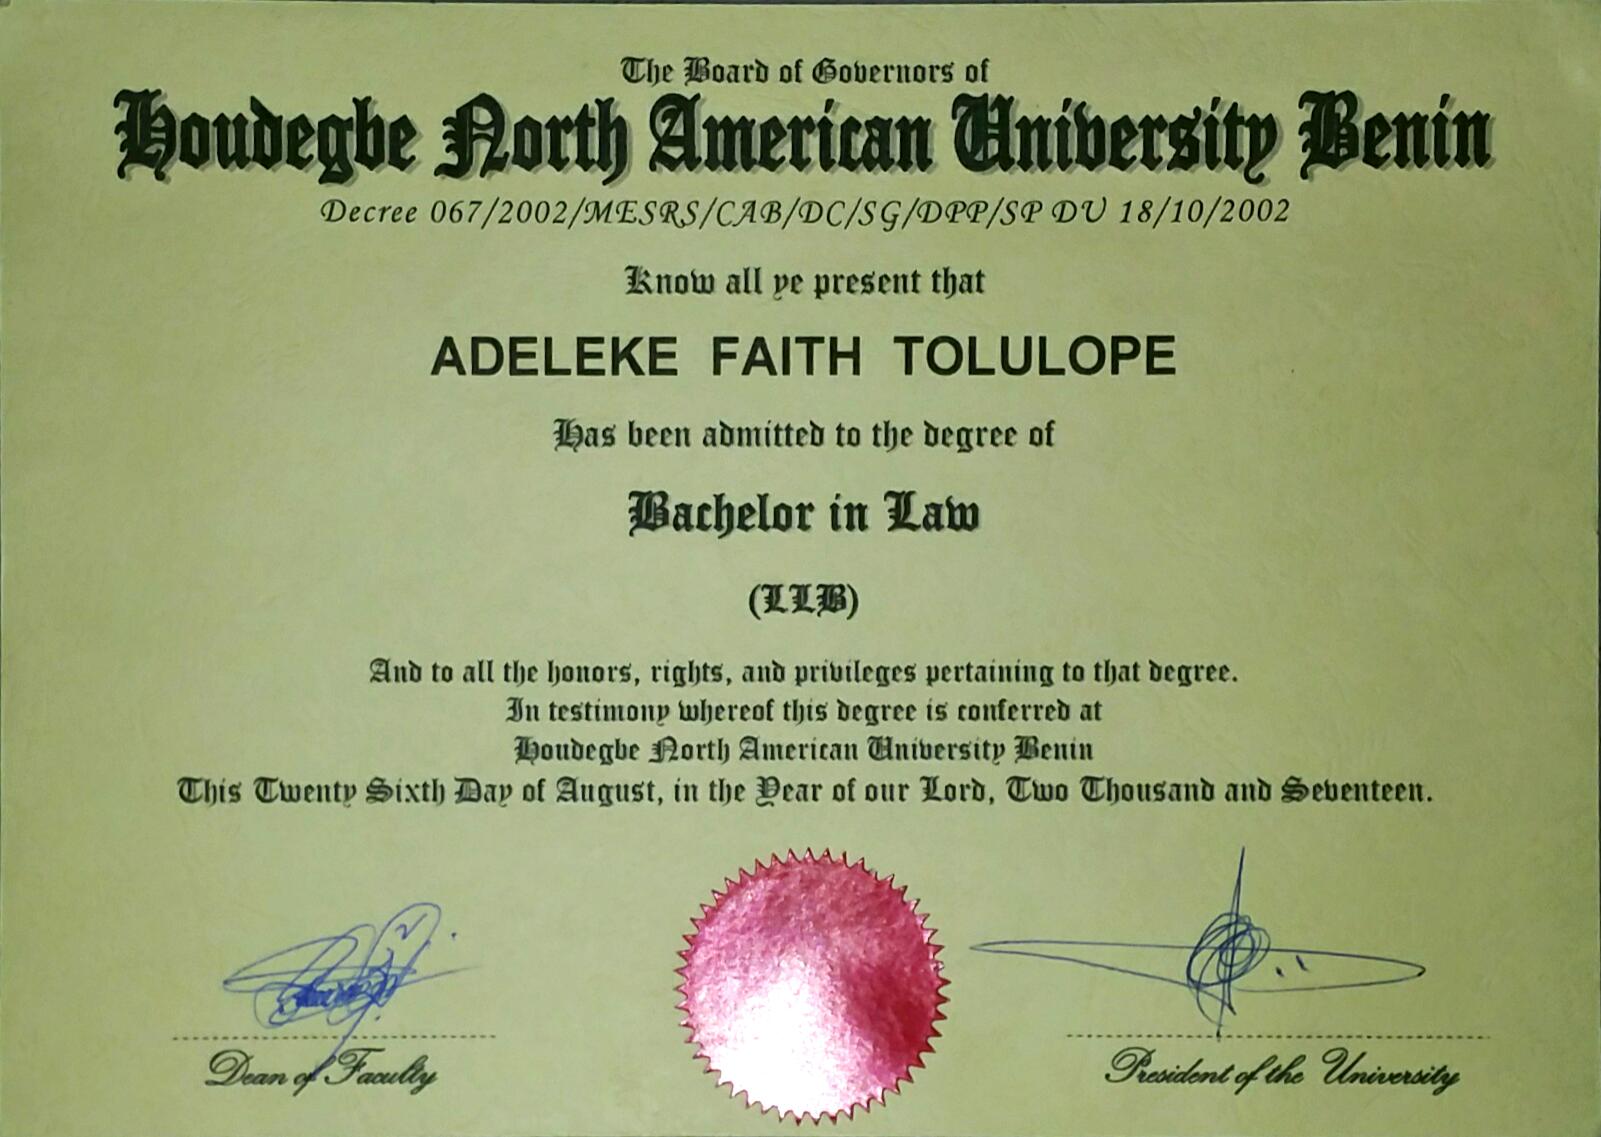 The Board of Governors of
Houdegbe North American University Benin
Decree 067/2002/MESRS/CAB/DC/SG/DPP/SP DU 18/10/2002
Know all ye present that
ADELEKE FAITH TOLULOPE
Has been admitted to the degree of
Bachelor in Law
(LLB)
And to all the honors, rights, and privileges pertaining to that degree.
In testimony whereof this degree is conferred at
Houdegbe North American University Benin
This Twenty Sixth Day of August, in the Year of our Lord, Two Thousand and Seventeen.
Dean of Faculty
President of the University